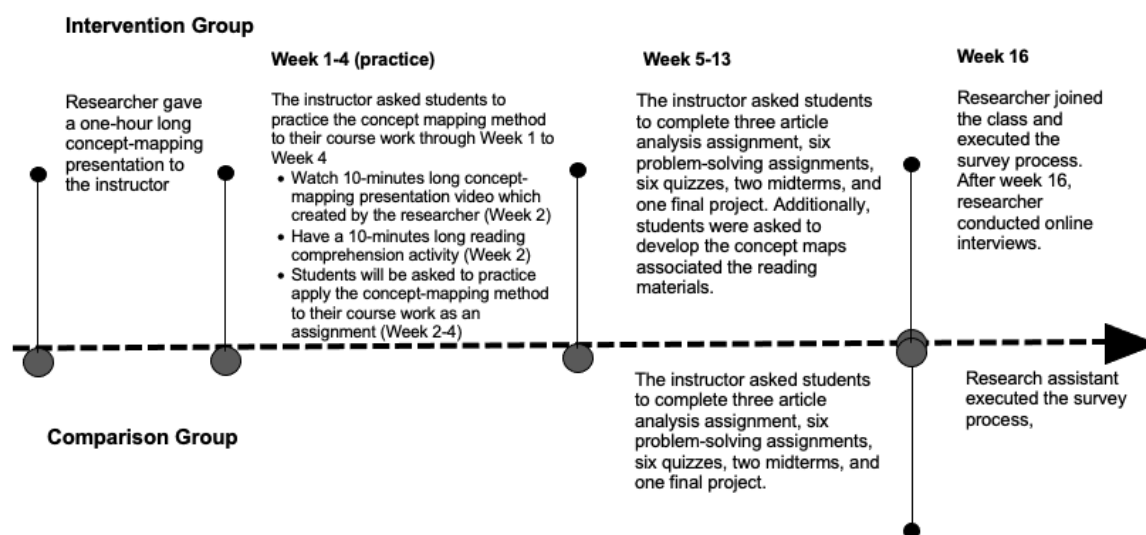 Intervention Group
Researcher gave
a one-hour long
concept-mapping
presentation to
the instructor
Week 1-4 (practice)
The instructor asked students to
practice the concept mapping method
to their course work through Week 1 to
Week 4
• Watch 10-minutes long concept-
mapping presentation video which
created by the researcher (Week 2)
• Have a 10-minutes long reading
comprehension activity (Week 2)
• Students will be asked to practice
apply the concept-mapping method
to their course work as an
assignment (Week 2-4)
Week 5-13
The instructor asked students
to complete three article
analysis assignment, six
problem-solving assignments,
six quizzes, two midterms, and
one final project. Additionally,
students were asked to
develop the concept maps
associated the reading
materials.
Week 16
Researcher joined
the class and
executed the
survey process.
After week 16,
researcher
conducted online
interviews.
Comparison Group
The instructor asked students
to complete three article
analysis assignment, six
problem-solving assignments,
six quizzes, two midterms, and
one final project.
Research assistant
executed the survey
process,